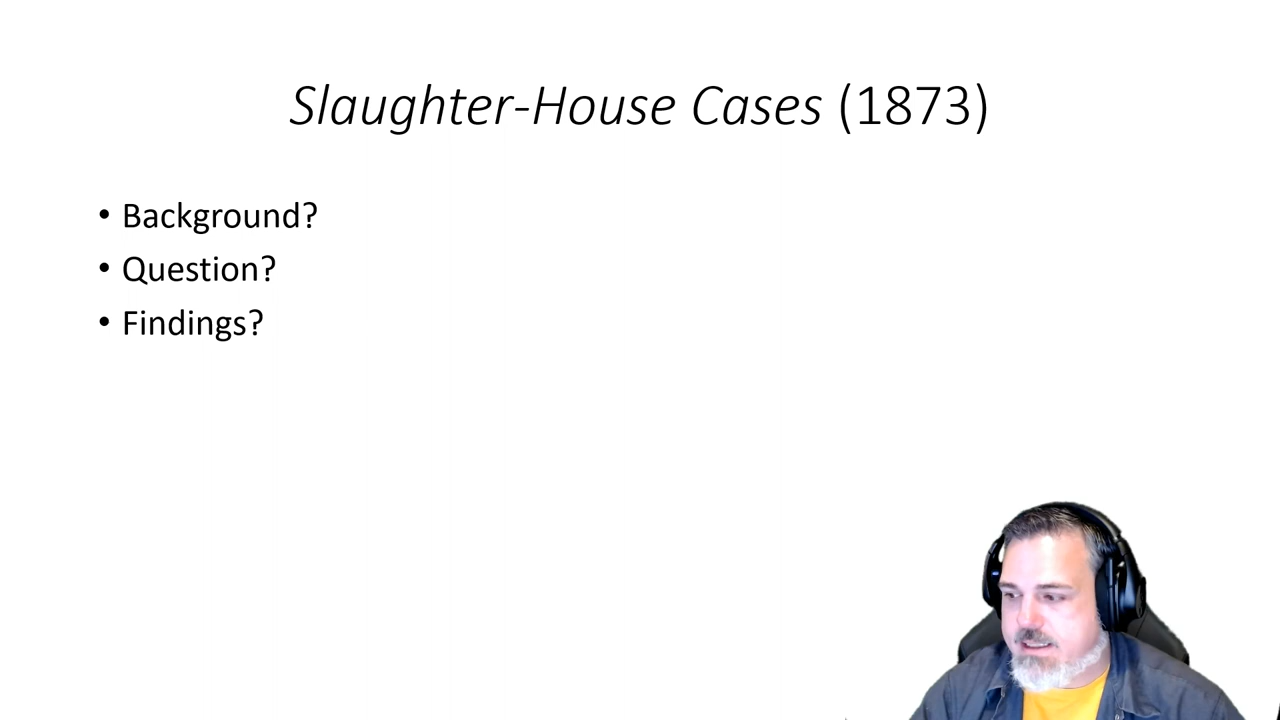 Slaughter-House Cases (1873)
• Background?
• Question?
• Findings?